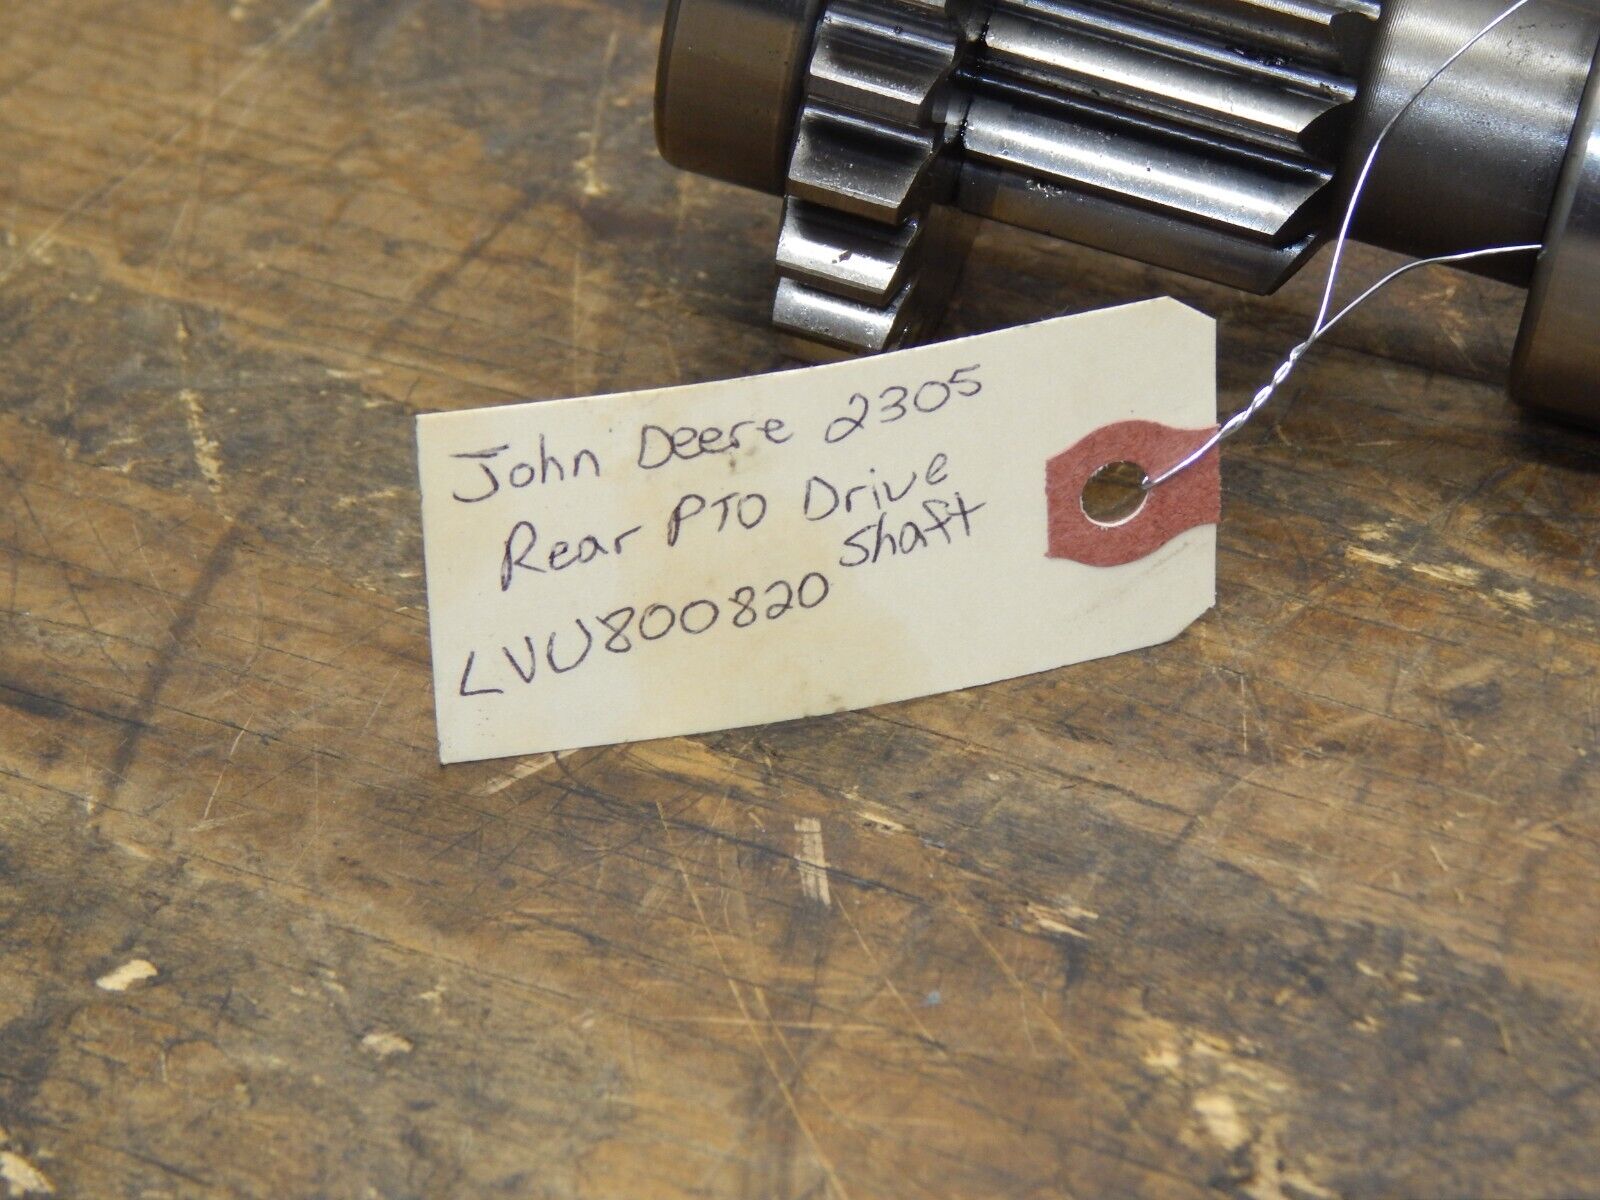 John Deere 2305
Rear PTO Drive
Shaft
LVU800820